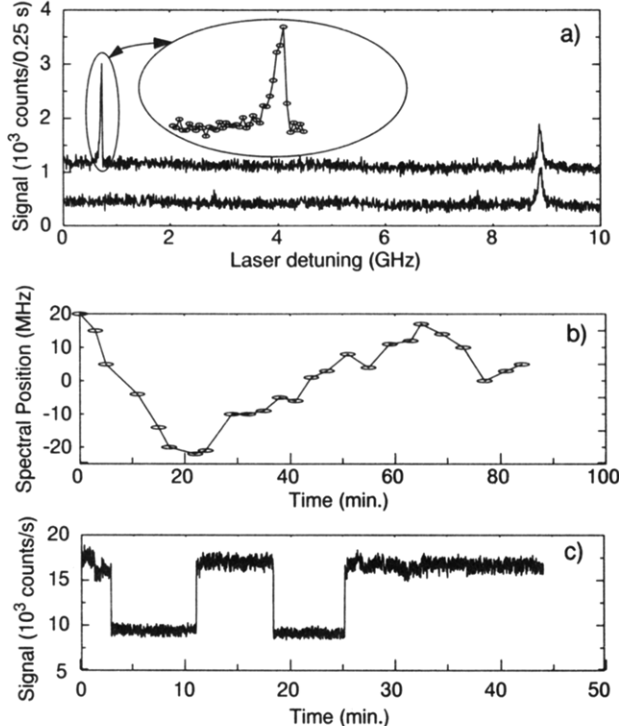 4
a)
3
2
1
0
Signal (10³ counts/0.25 s)
0 2 4 6 8 10
Laser detuning (GHz)
20
b)
10
0
-10
-20
Spectral Position (MHz)
0 20 40 60 80 100
Time (min.)
20
c)
15
10
5
Signal (10³ counts/s)
0 10 20 30 40 50
Time (min.)